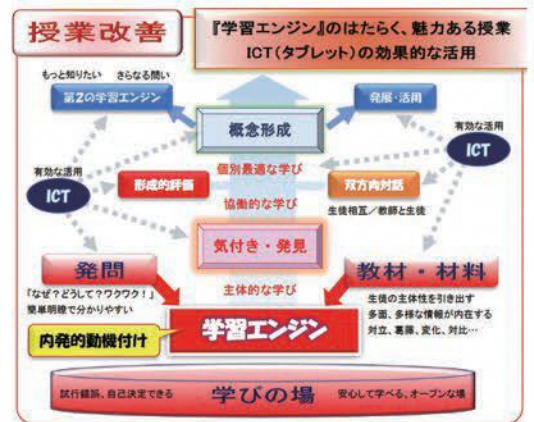 授業改善
『学習エンジン』のはたらく、魅力ある授業
ICT(タブレット)の効果的な活用
もっと知りたい さらなる問い
第2の学習エンジン
概念形成
発展・活用
有効な活用
ICT
有効な活用
ICT
個別最適な学び
形成的評価
双方向対話
協働的な学び
生徒相互／教師と生徒
気付き・発見
発問
教材・材料
「なぜ？どうして？ワクワク！」
簡単明瞭で分かりやすい
主体的な学び
生徒の主体性を引き出す
多面、多様な情報が内在する
対立、葛藤、変化、対比…
内発的動機付け
学習エンジン
試行錯誤、自己決定できる
学びの場
安心して学べる、オープンな場